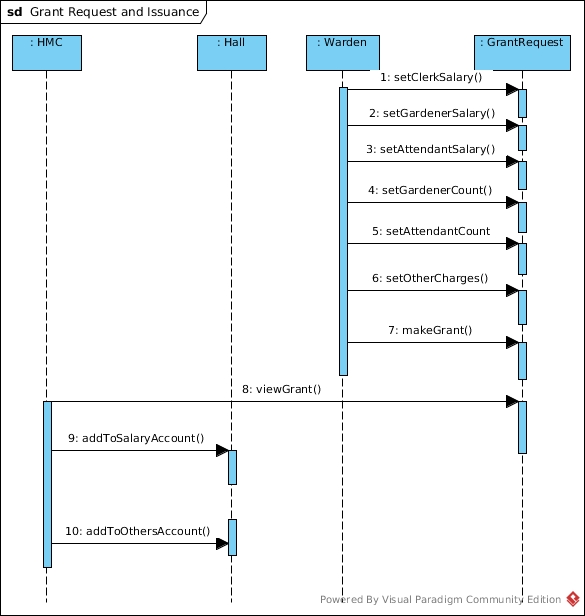 sd Grant Request and Issuance
: HMC
: Hall
: Warden
: GrantRequest
1: setClerkSalary()
2: setGardenerSalary()
3: setAttendantSalary()
4: setGardenerCount()
5: setAttendantCount
6: setOtherCharges()
7: makeGrant()
8: viewGrant()
9: addToSalaryAccount()
10: addToOthersAccount()
Powered By Visual Paradigm Community Edition